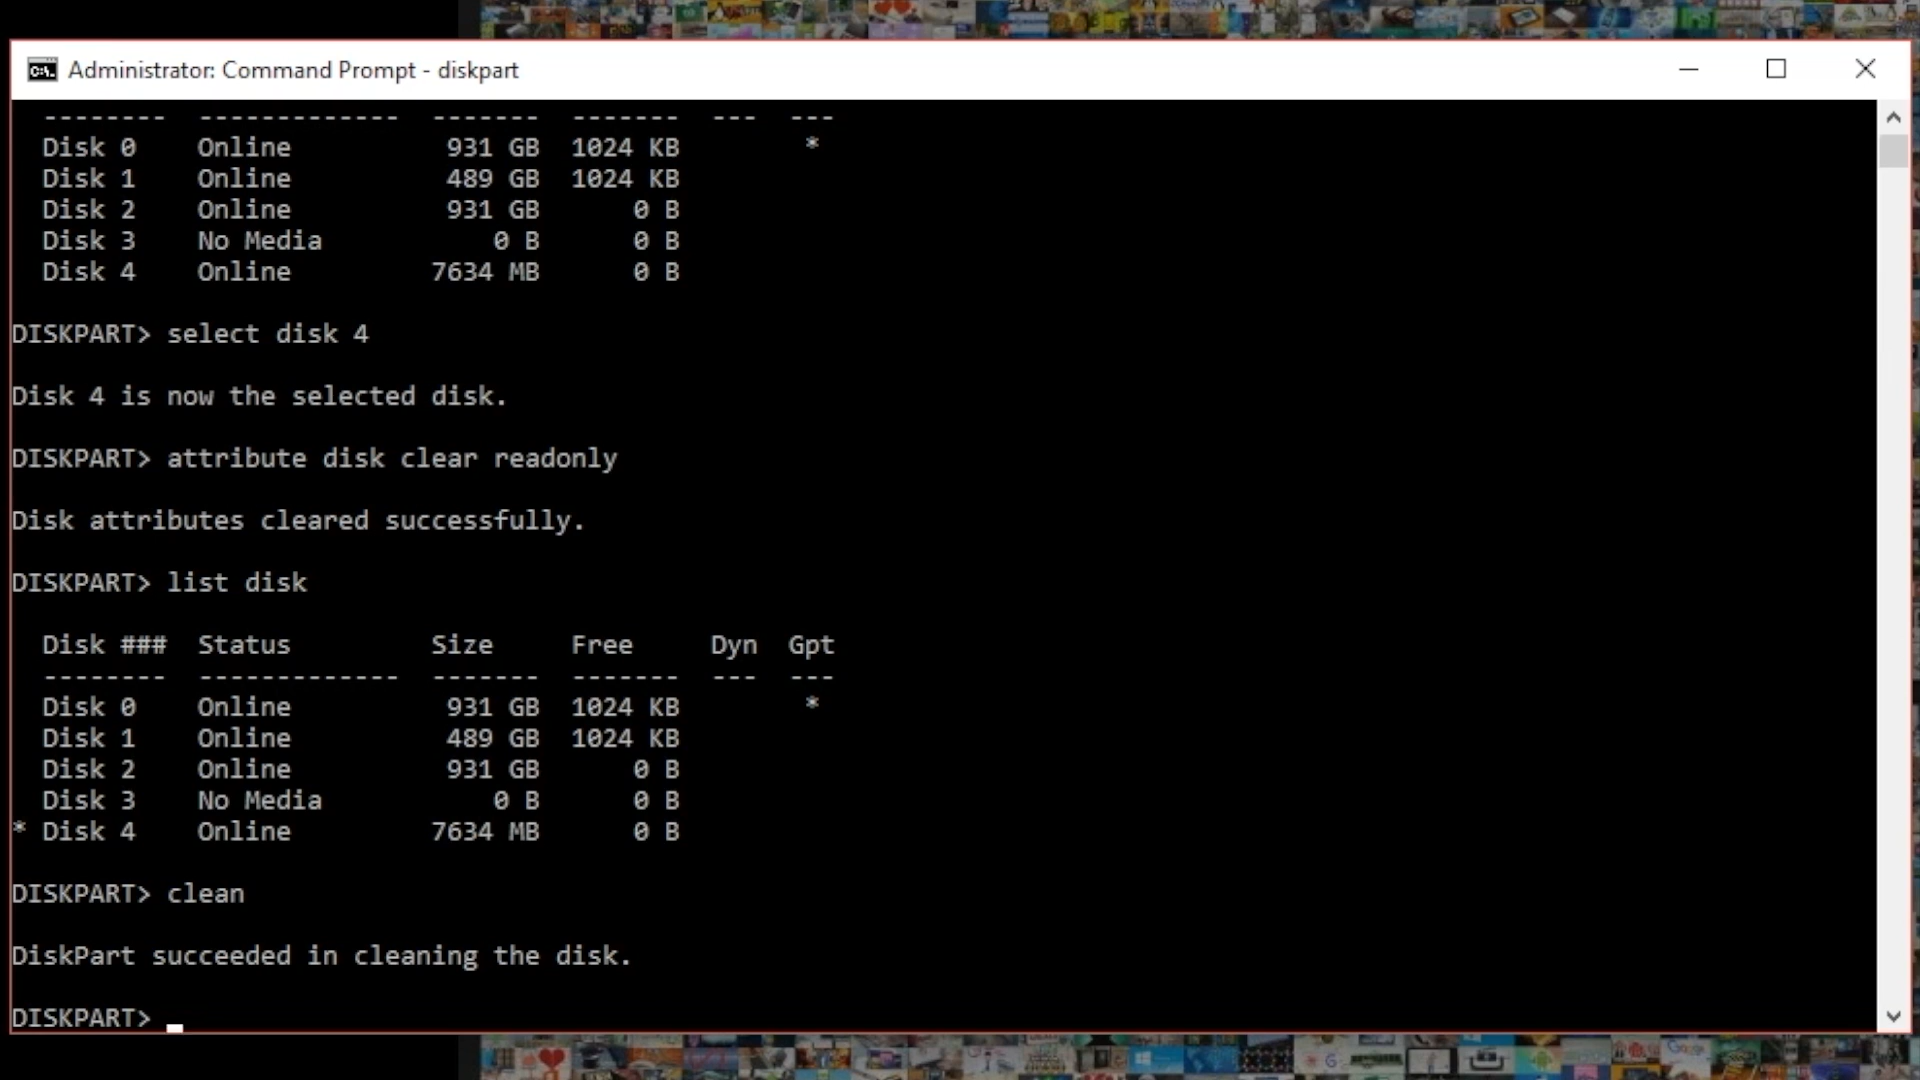 Administrator: Command Prompt - diskpart
-------- ------------- ------- ------- --- ---
Disk 0 Online 931 GB 1024 KB *
Disk 1 Online 489 GB 1024 KB
Disk 2 Online 931 GB 0 B
Disk 3 No Media 0 B 0 B
Disk 4 Online 7634 MB 0 B
DISKPART> select disk 4
Disk 4 is now the selected disk.
DISKPART> attribute disk clear readonly
Disk attributes cleared successfully.
DISKPART> list disk
Disk ### Status Size Free Dyn Gpt
-------- ------------- ------- ------- --- ---
Disk 0 Online 931 GB 1024 KB *
Disk 1 Online 489 GB 1024 KB
Disk 2 Online 931 GB 0 B
Disk 3 No Media 0 B 0 B
* Disk 4 Online 7634 MB 0 B
DISKPART> clean
DiskPart succeeded in cleaning the disk.
DISKPART>